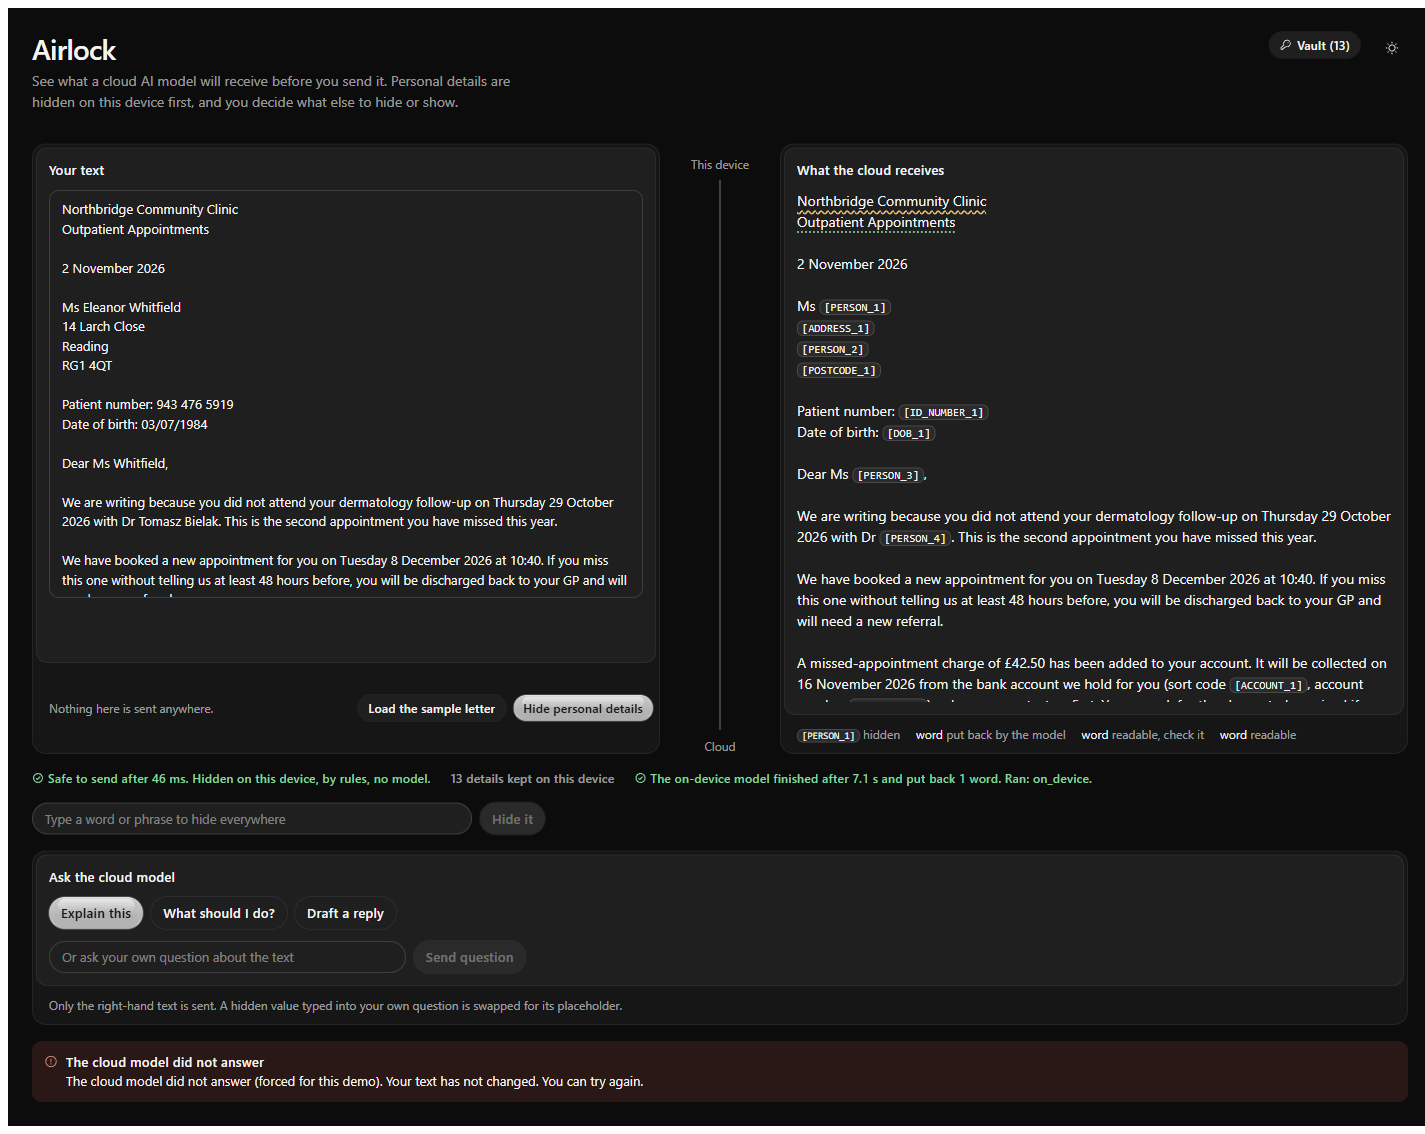 Airlock
Vault (13)
See what a cloud AI model will receive before you send it. Personal details are
hidden on this device first, and you decide what else to hide or show.
Your text
Northbridge Community Clinic
Outpatient Appointments
2 November 2026
Ms Eleanor Whitfield
14 Larch Close
Reading
RG1 4QT
Patient number: 943 476 5919
Date of birth: 03/07/1984
Dear Ms Whitfield,
We are writing because you did not attend your dermatology follow-up on Thursday 29 October
2026 with Dr Tomasz Bielak. This is the second appointment you have missed this year.
We have booked a new appointment for you on Tuesday 8 December 2026 at 10:40. If you miss
this one without telling us at least 48 hours before, you will be discharged back to your GP and will
Nothing here is sent anywhere.
Load the sample letter
Hide personal details
This device
Cloud
What the cloud receives
Northbridge Community Clinic
Outpatient Appointments
2 November 2026
Ms [PERSON_1]
[ADDRESS_1]
[PERSON_2]
[POSTCODE_1]
Patient number: [ID_NUMBER_1]
Date of birth: [DOB_1]
Dear Ms [PERSON_3],
We are writing because you did not attend your dermatology follow-up on Thursday 29 October
2026 with Dr [PERSON_4]. This is the second appointment you have missed this year.
We have booked a new appointment for you on Tuesday 8 December 2026 at 10:40. If you miss
this one without telling us at least 48 hours before, you will be discharged back to your GP and
will need a new referral.
A missed-appointment charge of £42.50 has been added to your account. It will be collected on
16 November 2026 from the bank account we hold for you (sort code [ACCOUNT_1], account
[PERSON_1] hidden word put back by the model word readable, check it word readable
Safe to send after 46 ms. Hidden on this device, by rules, no model. 13 details kept on this device The on-device model finished after 7.1 s and put back 1 word. Ran: on_device.
Type a word or phrase to hide everywhere
Hide it
Ask the cloud model
Explain this
What should I do?
Draft a reply
Or ask your own question about the text
Send question
Only the right-hand text is sent. A hidden value typed into your own question is swapped for its placeholder.
The cloud model did not answer
The cloud model did not answer (forced for this demo). Your text has not changed. You can try again.